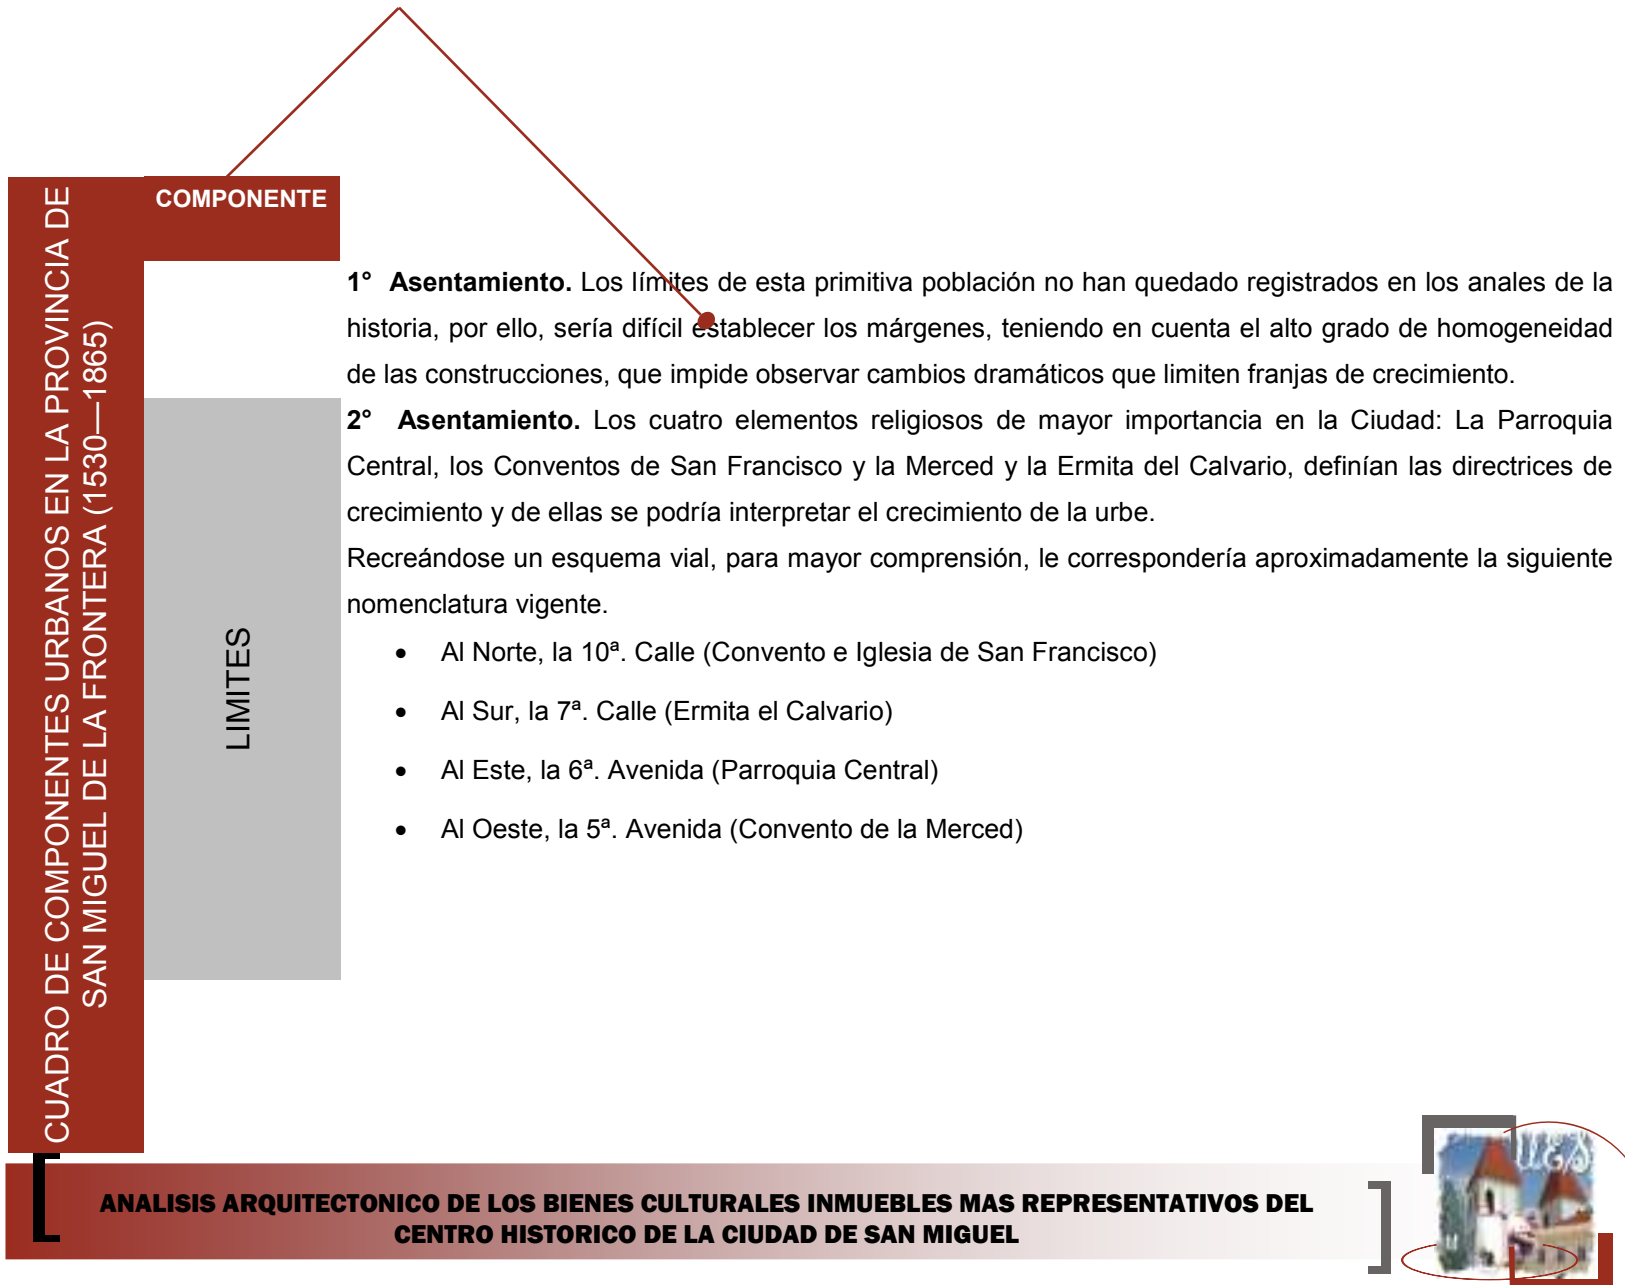 CUADRO DE COMPONENTES URBANOS EN LA PROVINCIA DE
SAN MIGUEL DE LA FRONTERA (1530—1865)
COMPONENTE
LIMITES
1° Asentamiento. Los límites de esta primitiva población no han quedado registrados en los anales de la
historia, por ello, sería difícil establecer los márgenes, teniendo en cuenta el alto grado de homogeneidad
de las construcciones, que impide observar cambios dramáticos que limiten franjas de crecimiento.
2° Asentamiento. Los cuatro elementos religiosos de mayor importancia en la Ciudad: La Parroquia
Central, los Conventos de San Francisco y la Merced y la Ermita del Calvario, definían las directrices de
crecimiento y de ellas se podría interpretar el crecimiento de la urbe.
Recreándose un esquema vial, para mayor comprensión, le correspondería aproximadamente la siguiente
nomenclatura vigente.
• Al Norte, la 10ª. Calle (Convento e Iglesia de San Francisco)
• Al Sur, la 7ª. Calle (Ermita el Calvario)
• Al Este, la 6ª. Avenida (Parroquia Central)
• Al Oeste, la 5ª. Avenida (Convento de la Merced)
ANALISIS ARQUITECTONICO DE LOS BIENES CULTURALES INMUEBLES MAS REPRESENTATIVOS DEL
CENTRO HISTORICO DE LA CIUDAD DE SAN MIGUEL
UES